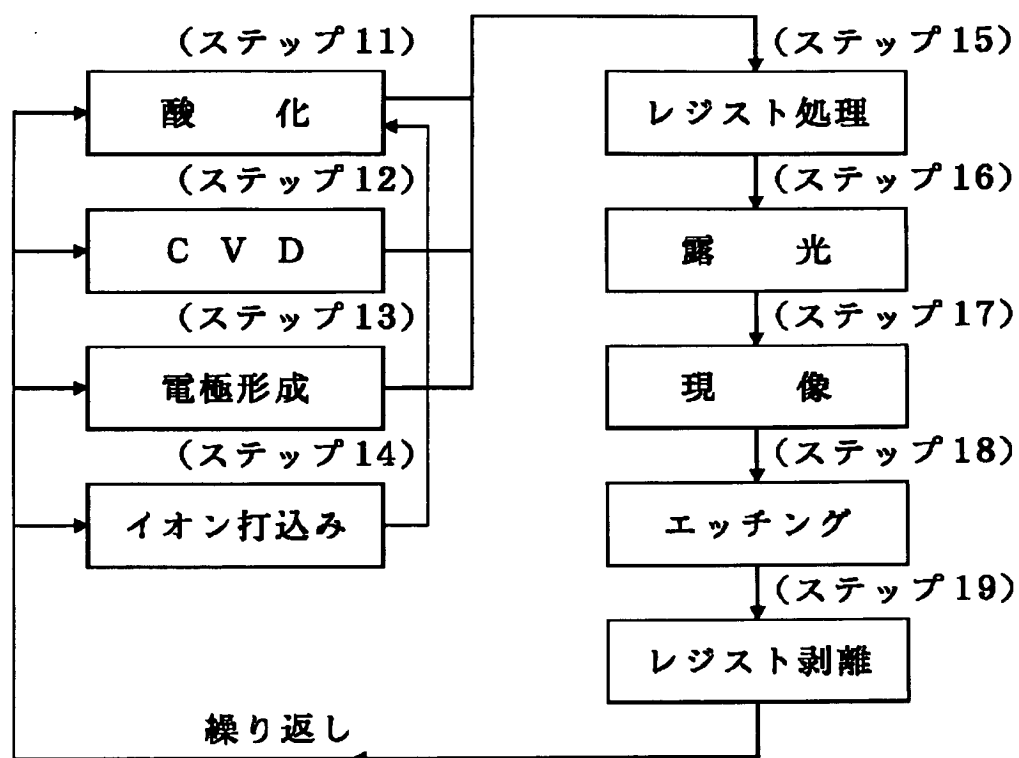 (ステップ11)
酸化
(ステップ12)
CVD
(ステップ13)
電極形成
(ステップ14)
イオン打込み
(ステップ15)
レジスト処理
(ステップ16)
露光
(ステップ17)
現像
(ステップ18)
エッチング
(ステップ19)
レジスト剥離
繰り返し